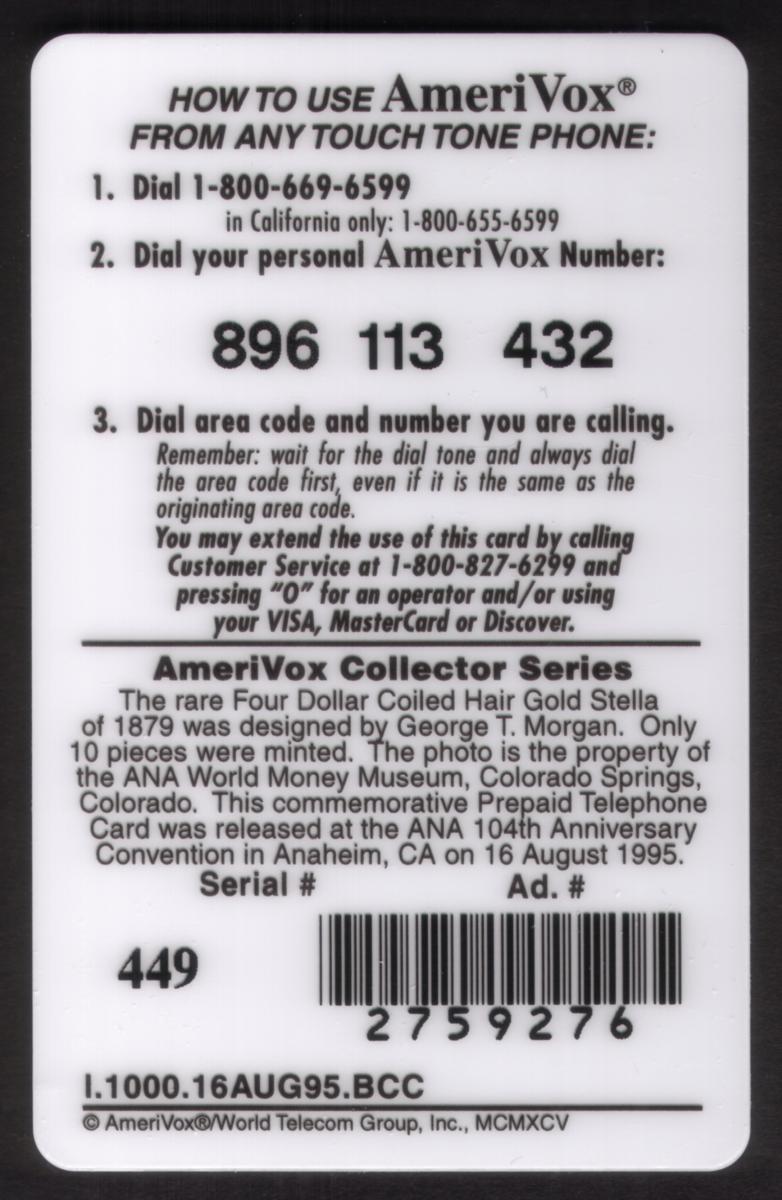 HOW TO USE AmeriVox®
FROM ANY TOUCH TONE PHONE:
1. Dial 1-800-669-6599
in California only: 1-800-655-6599
2. Dial your personal AmeriVox Number:
896 113 432
3. Dial area code and number you are calling.
Remember: wait for the dial tone and always dial
the area code first, even if it is the same as the
originating area code.
You may extend the use of this card by calling
Customer Service at 1-800-827-6299 and
pressing "O" for an operator and/or using
your VISA, MasterCard or Discover.
AmeriVox Collector Series
The rare Four Dollar Coiled Hair Gold Stella
of 1879 was designed by George T. Morgan. Only
10 pieces were minted. The photo is the property of
the ANA World Money Museum, Colorado Springs,
Colorado. This commemorative Prepaid Telephone
Card was released at the ANA 104th Anniversary
Convention in Anaheim, CA on 16 August 1995.
Serial # Ad. #
449
2759276
I.1000.16AUG95.BCC
© AmeriVox®/World Telecom Group, Inc., MCMXCV